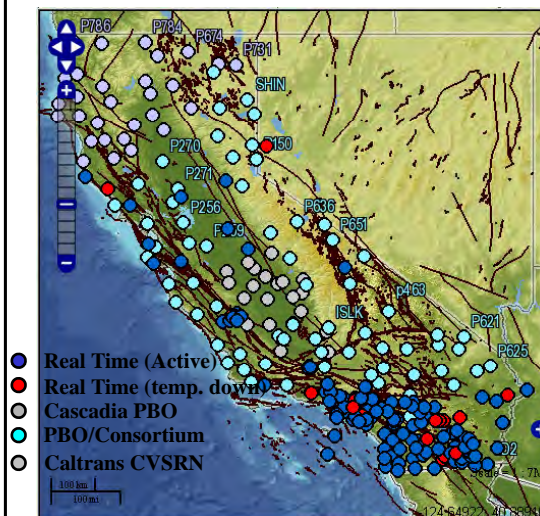 P786
P784
P674
P731
SHIN
P150
P270
P271
P256
P636
P651
p463
ISLK
P621
P625
Real Time (Active)
Real Time (temp. down)
Cascadia PBO
PBO/Consortium
Caltrans CVSRN
100 km
100 mi